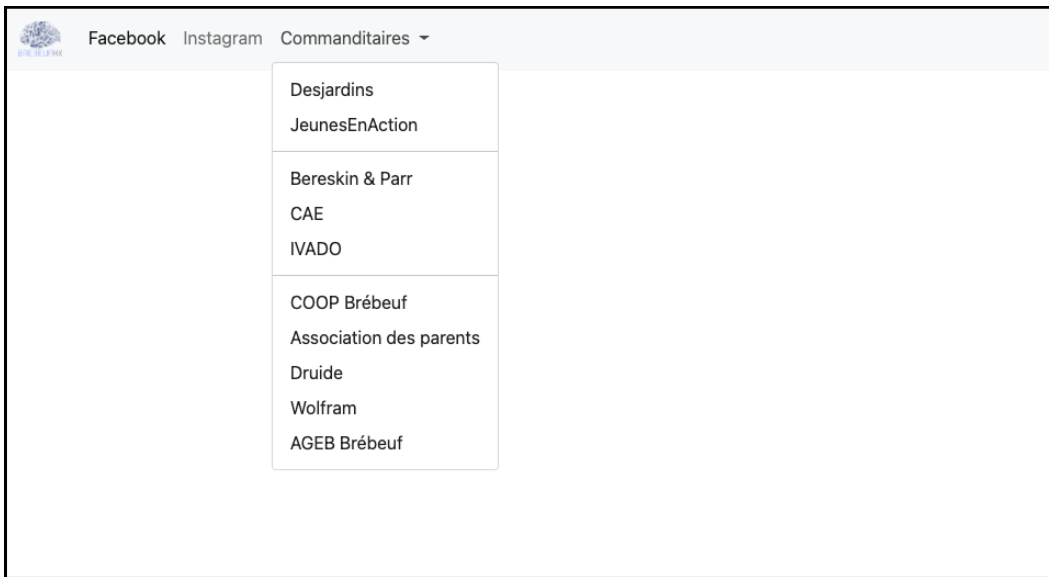 Facebook Instagram Commanditaires
Desjardins
JeunesEnAction
Bereskin & Parr
CAE
IVADO
COOP Brébeuf
Association des parents
Druide
Wolfram
AGEB Brébeuf